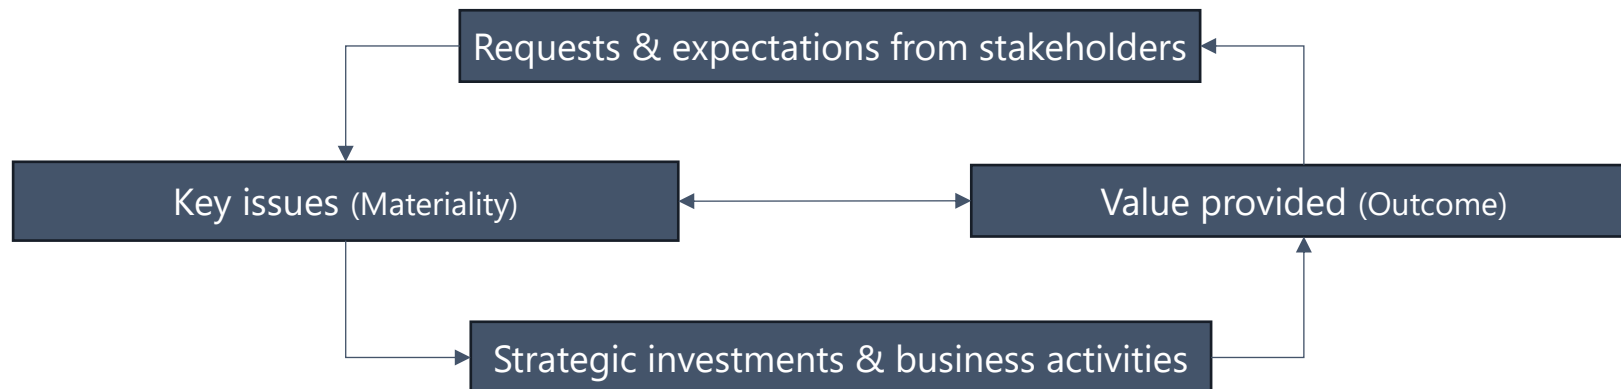 Requests & expectations from stakeholders
Key issues (Materiality)
Value provided (Outcome)
Strategic investments & business activities